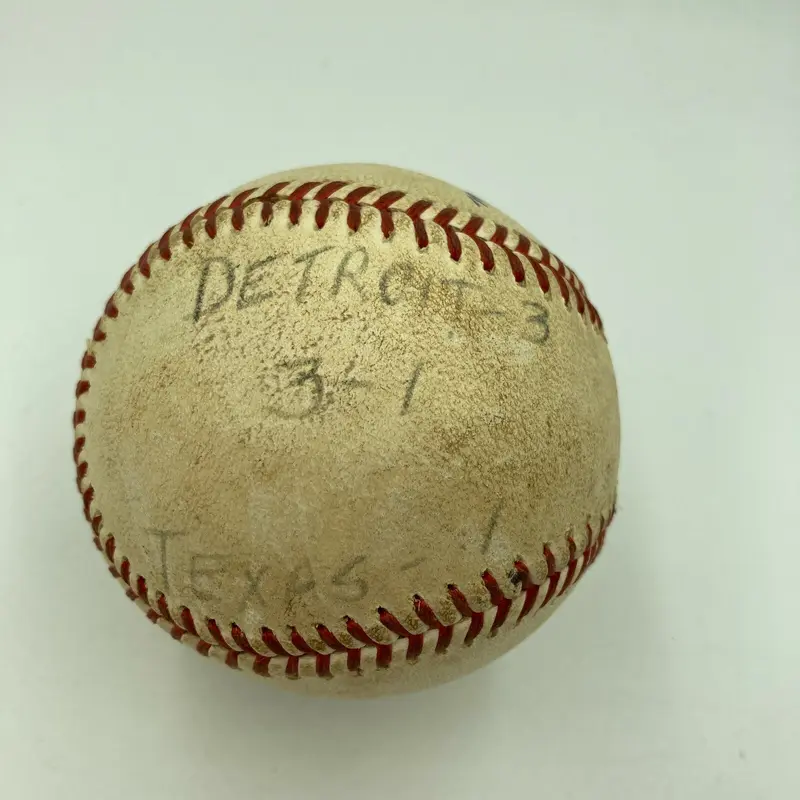 DETROIT-3
3-1
TEXAS - 1